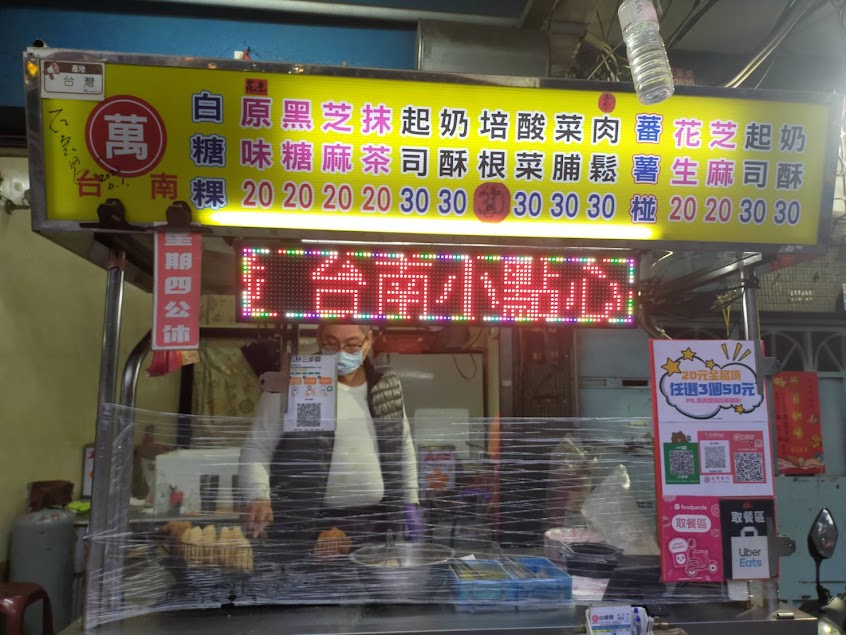 產地
台灣
萬
台南
白糖粿
花生
原味 20
黑糖 20
芝麻 20
抹茶 20
起司 30
奶酥 30
培根
酸菜 30
菜脯 30
肉鬆 30
蕃薯椪
花生 20
芝麻 20
起司 30
奶酥 30
台南小點心
星期四公休
20元全品項
任選3個50元
foodpanda
取餐區
取餐區
Uber
Eats